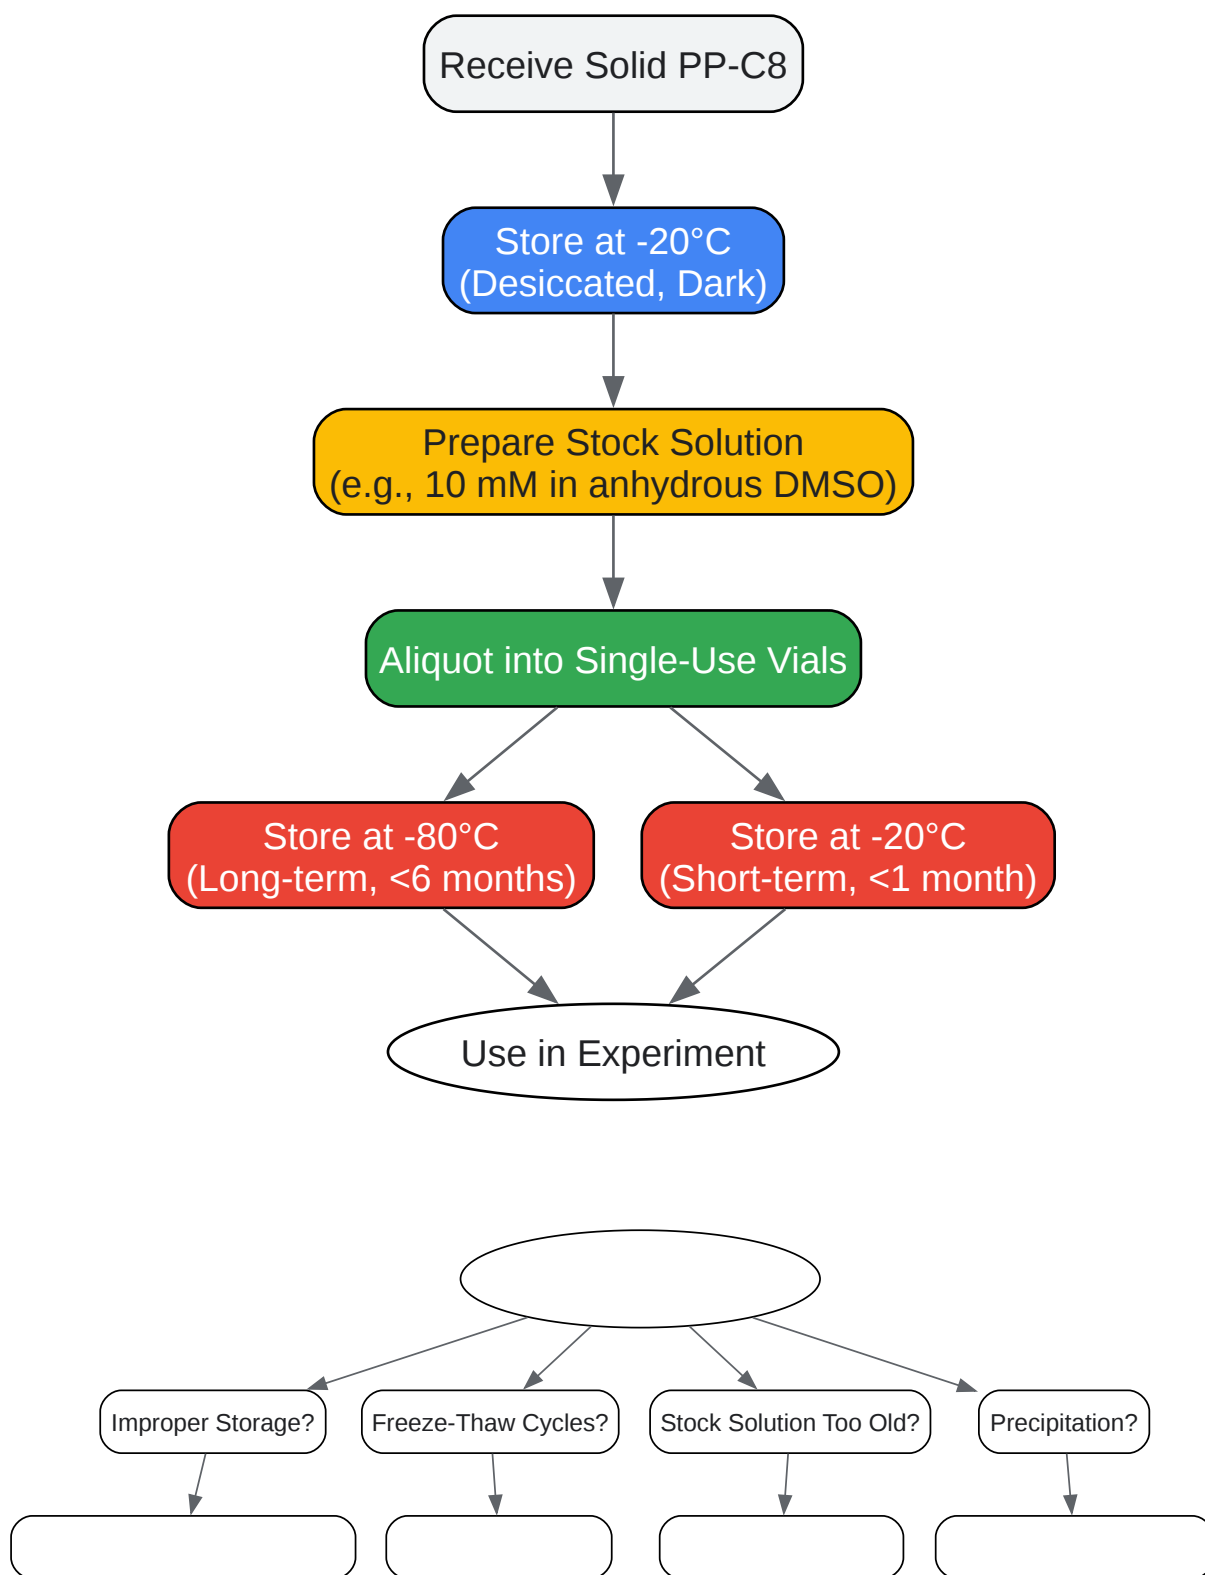 Receive Solid PP-C8
Store at -20°C
(Desiccated, Dark)
Prepare Stock Solution
(e.g., 10 mM in anhydrous DMSO)
Aliquot into Single-Use Vials
Store at -80°C
(Long-term, <6 months)
Store at -20°C
(Short-term, <1 month)
Use in Experiment
Improper Storage?
Freeze-Thaw Cycles?
Stock Solution Too Old?
Precipitation?